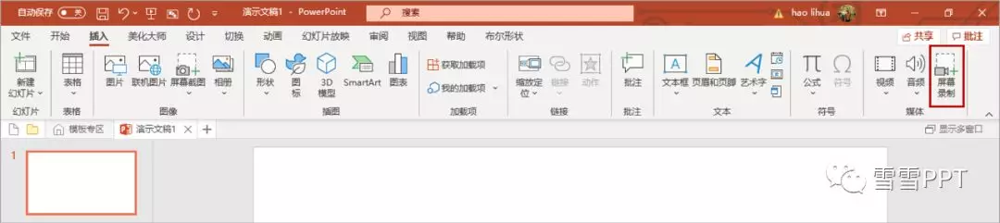 自动保存 关 演示文稿1 - PowerPoint 搜索 hao lihua
文件 开始 插入 美化大师 设计 切换 动画 幻灯片放映 审阅 视图 帮助 布尔形状 共享 批注
新建
幻灯片
表格
图片
联机图片
屏幕截图
相册
形状
图
标
3D
模型
SmartArt
图表
获取加载项
我的加载项
缩放定
位
链接
动作
批注
文本框
页眉和页脚
艺术字
公式
符号
视频
音频
屏幕
录制
幻灯片 表格 图像 插图 加载项 链接 批注 文本 符号 媒体
模板专区 演示文稿1 显示多窗口
1
雪雪PPT